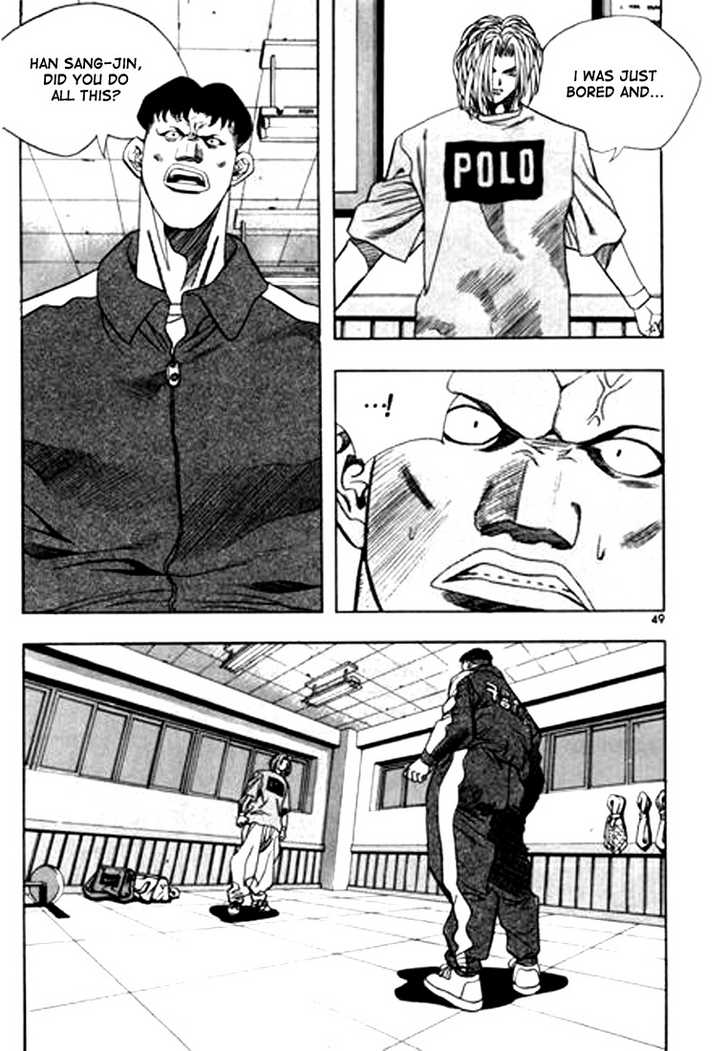 HAN SANG-JIN,
DID YOU DO
ALL THIS?
I WAS JUST
BORED AND...
POLO
...!
49